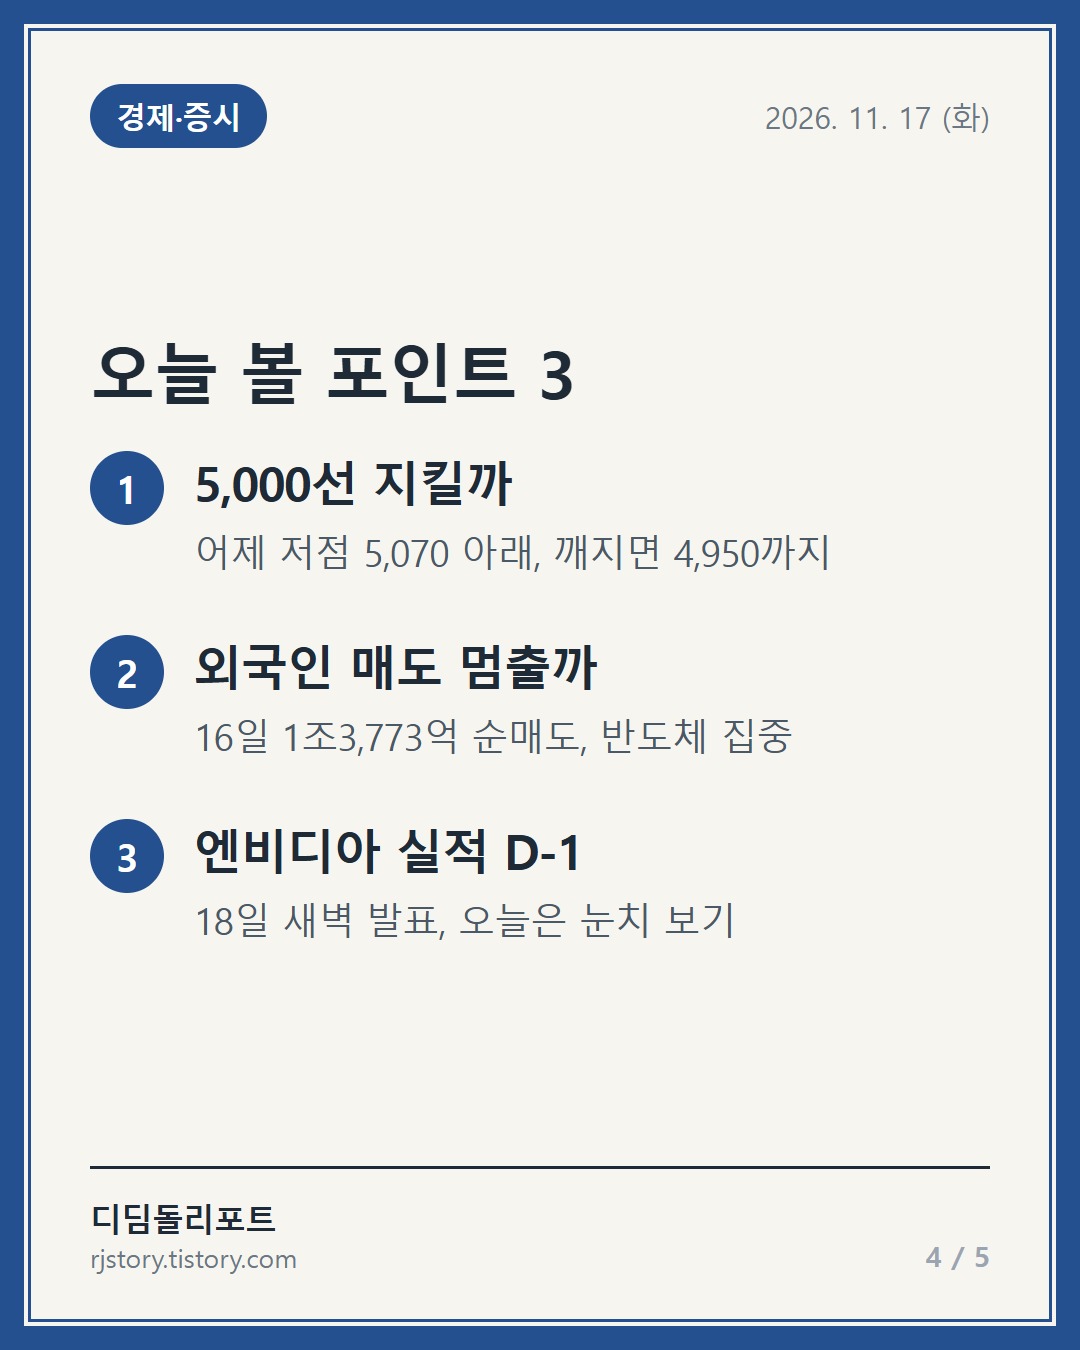 경제·증시
2026. 11. 17 (화)
오늘 볼 포인트 3
1
5,000선 지킬까
어제 저점 5,070 아래, 깨지면 4,950까지
2
외국인 매도 멈출까
16일 1조3,773억 순매도, 반도체 집중
3
엔비디아 실적 D-1
18일 새벽 발표, 오늘은 눈치 보기
디딤돌리포트
rjstory.tistory.com
4 / 5